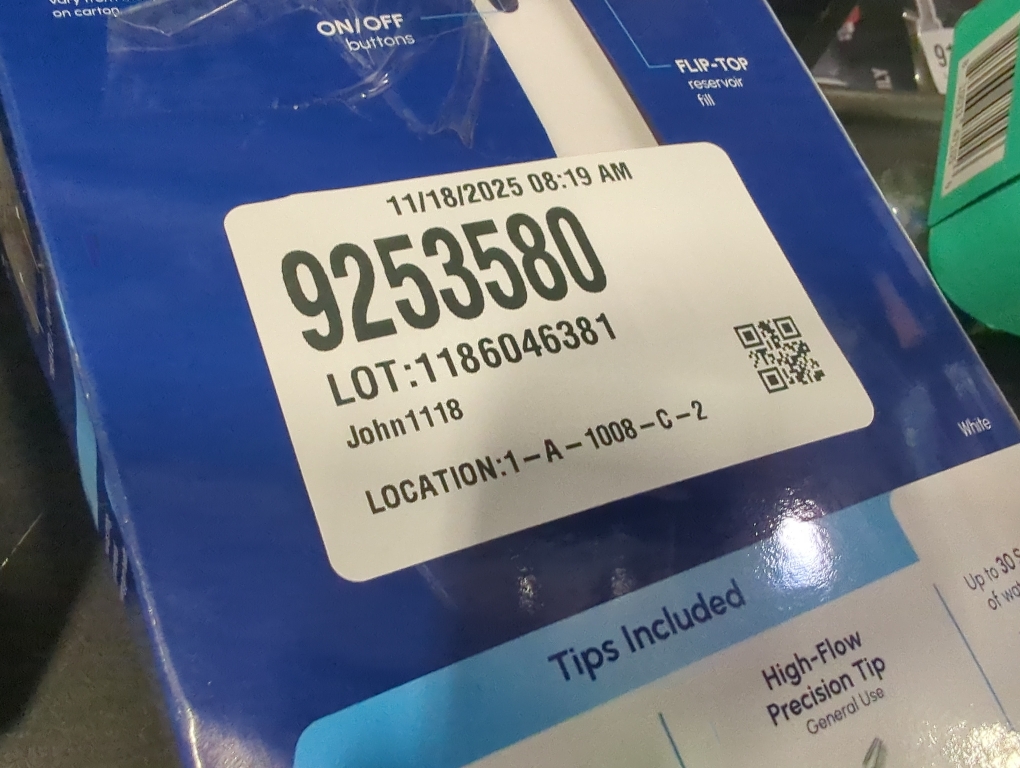 on carton
ON/OFF
buttons
FLIP-TOP
reservoir
fill
11/18/2025 08:19 AM
9253580
LOT:1186046381
John1118
LOCATION:1-A-1008-C-2
White
Tips Included
High-Flow
Precision Tip
General Use
Up to 30
of